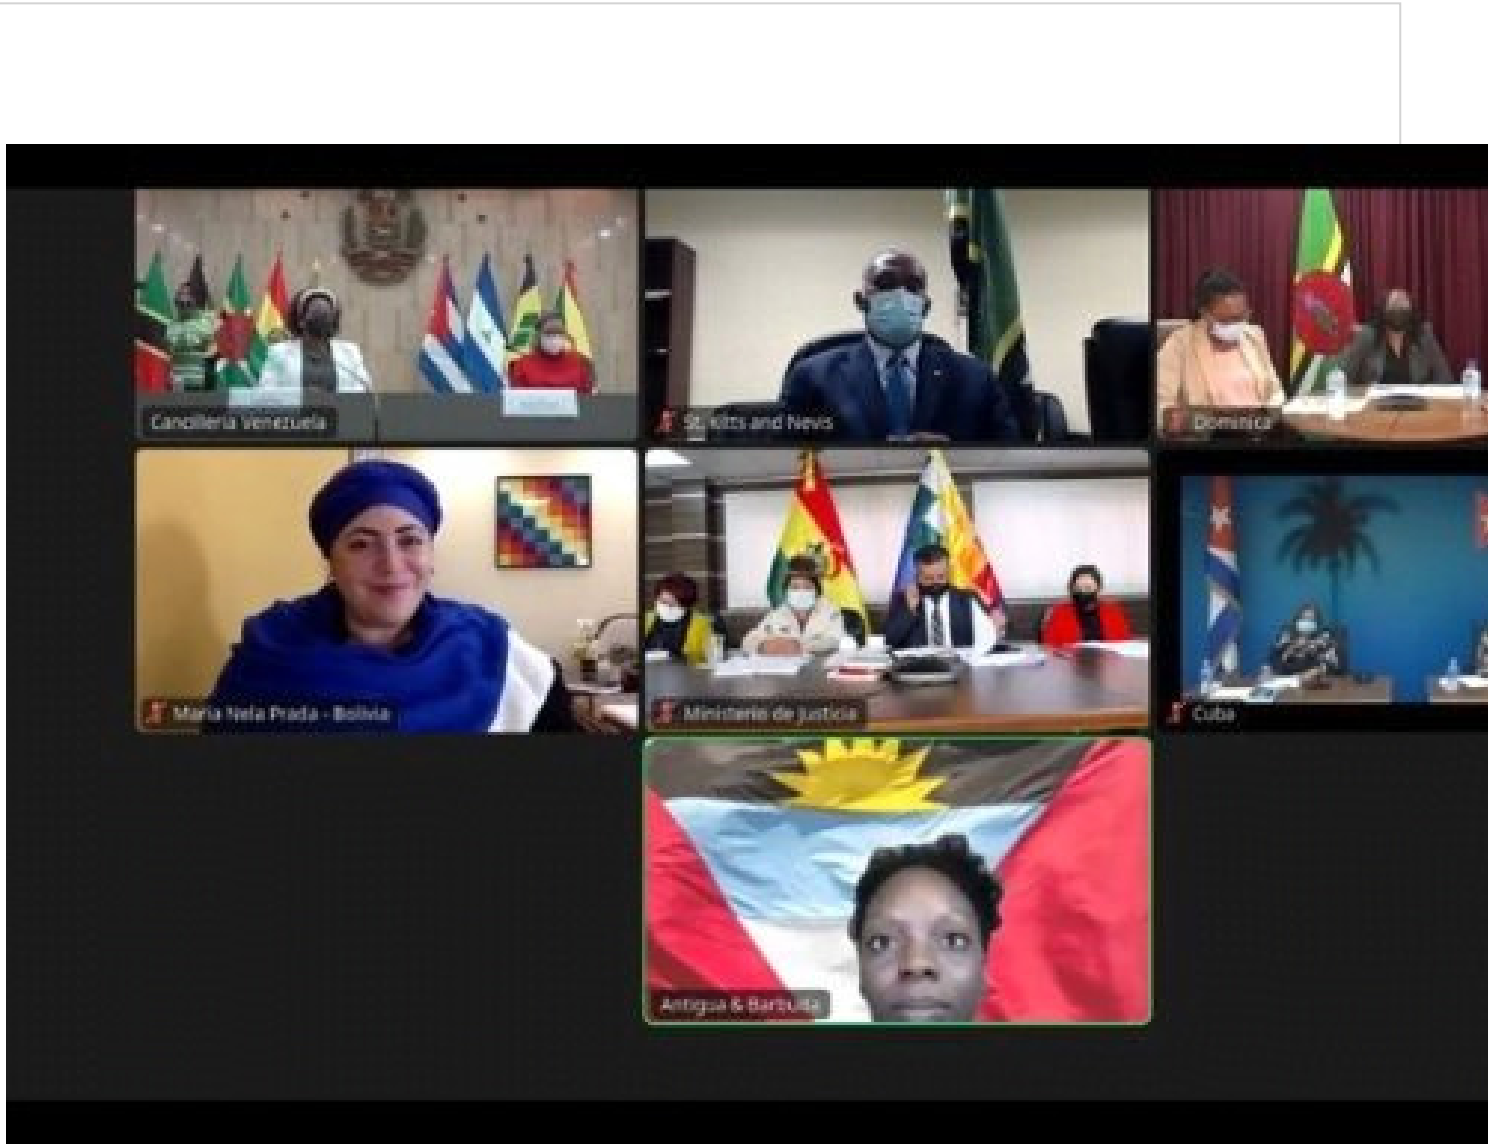 Cancillería Venezuela
St. Kitts and Nevis
Dominica
María Nela Prada - Bolivia
Ministerio de Justicia
Cuba
Antigua & Barbuda